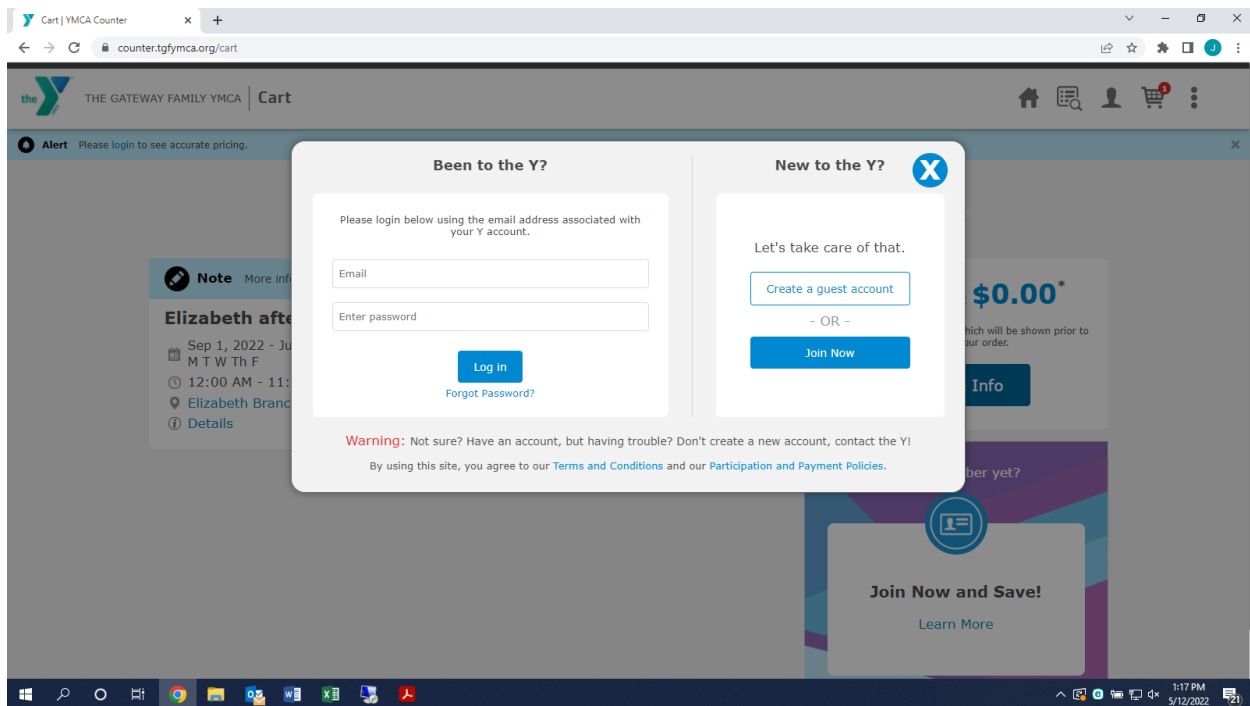 Cart | YMCA Counter
counter.tgfymca.org/cart
J
the
THE GATEWAY FAMILY YMCA
Cart
1
Alert Please login to see accurate pricing.
Been to the Y?
Please login below using the email address associated with
your Y account.
Email
Enter password
Log in
Forgot Password?
New to the Y?
X
Let's take care of that.
Create a guest account
- OR -
Join Now
Warning: Not sure? Have an account, but having trouble? Don't create a new account, contact the Y!
By using this site, you agree to our Terms and Conditions and our Participation and Payment Policies.
Note More inf
Elizabeth afte
Sep 1, 2022 - Ju
M T W Th F
12:00 AM - 11:
Elizabeth Branc
Details
$0.00*
hich will be shown prior to
our order.
Info
ber yet?
Join Now and Save!
Learn More
1:17 PM
5/12/2022
21